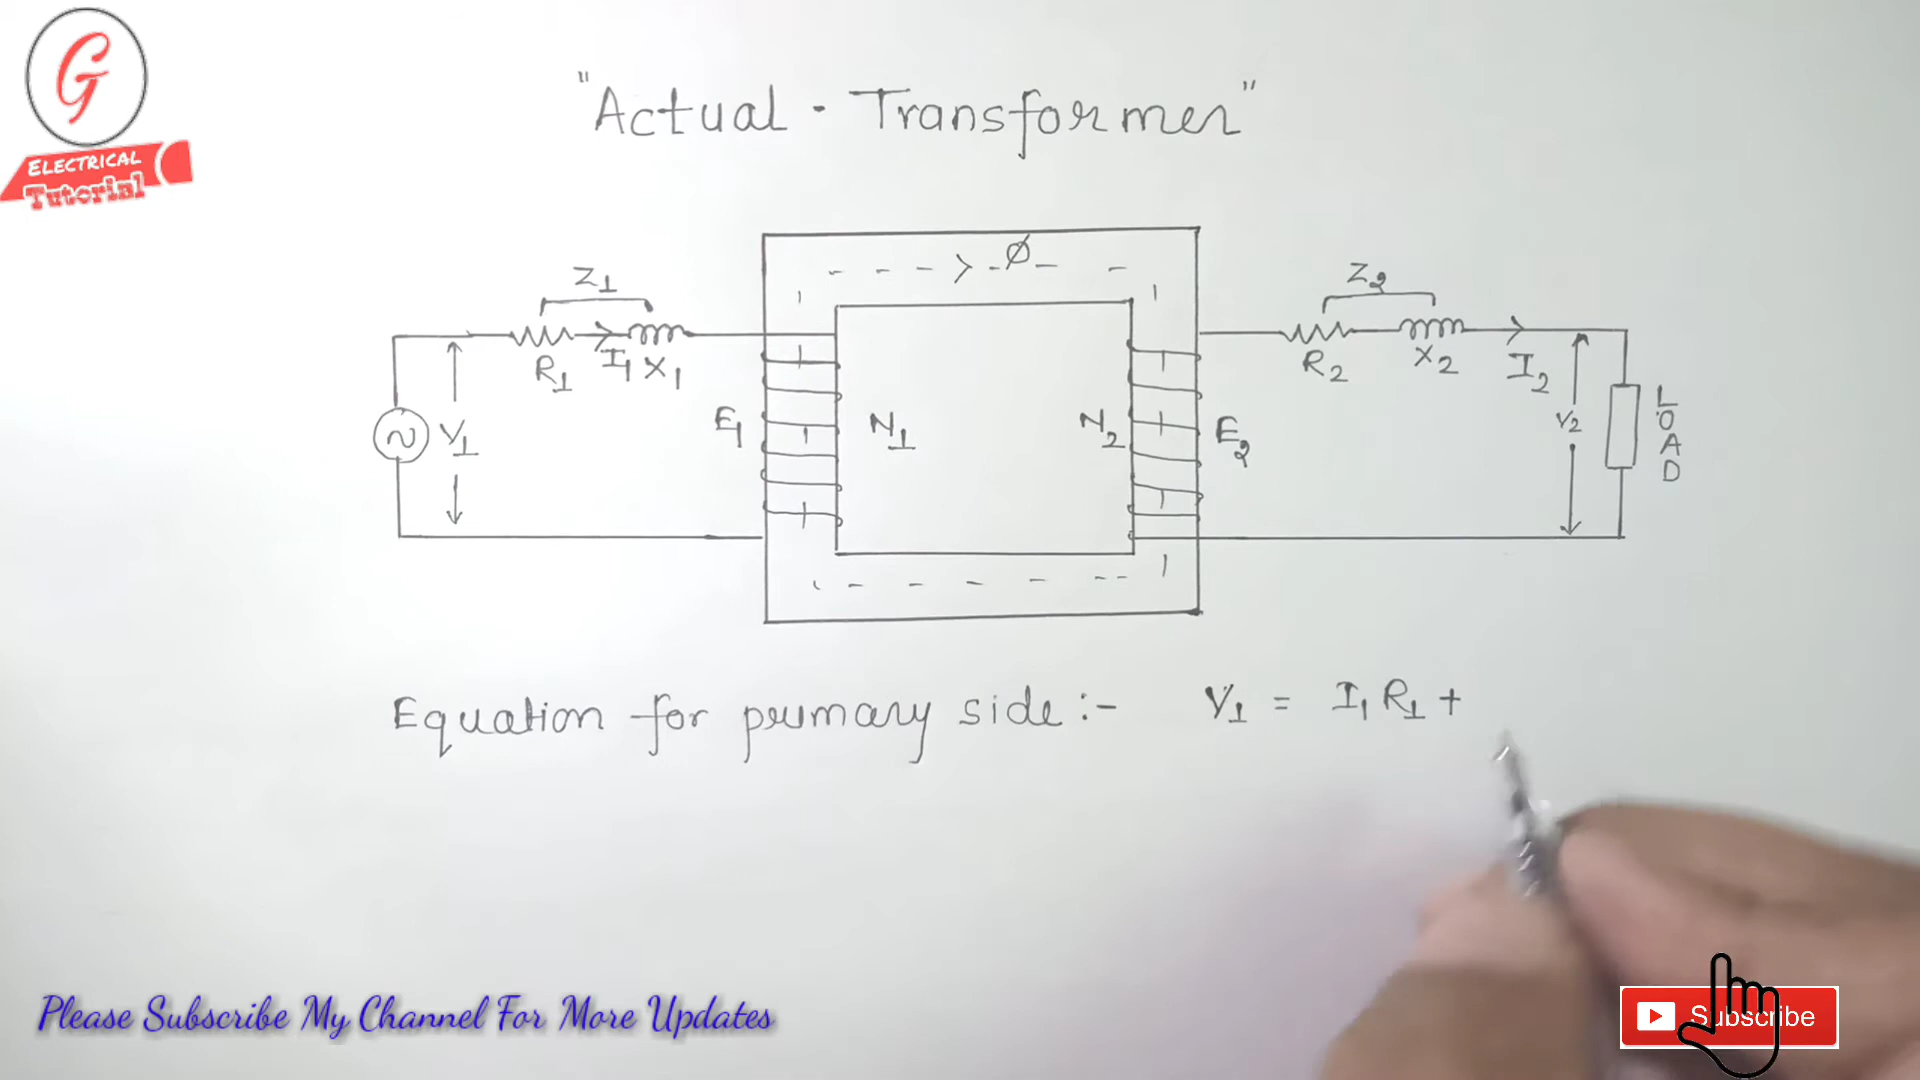 G
ELECTRICAL
Tutorial
"Actual - Transformer"
Z1
R1
I1
X1
V1
E1
N1
Φ
N2
E2
Z2
R2
X2
I2
V2
LOAD
Equation for primary side :- V1 = I1 R1 +
Please Subscribe My Channel For More Updates
Subscribe